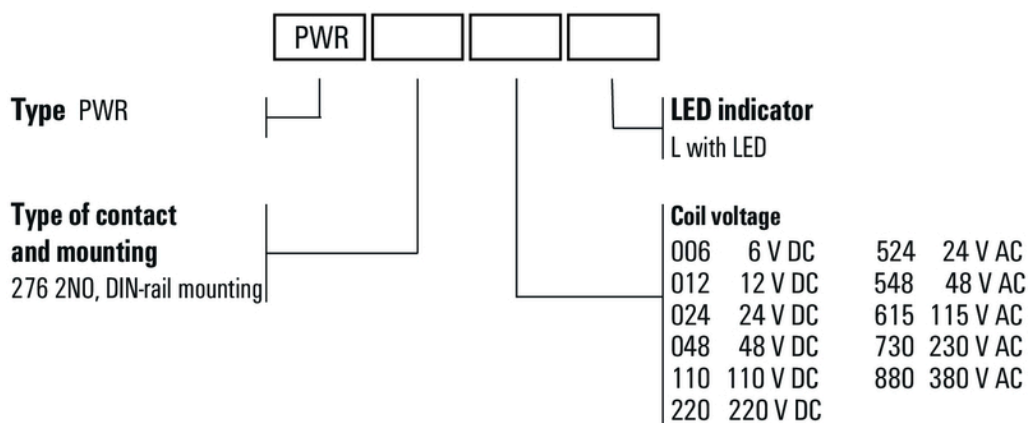 PWR
Type PWR
LED indicator
L with LED
Type of contact
and mounting
276 2NO, DIN-rail mounting
Coil voltage
006 6 V DC 524 24 V AC
012 12 V DC 548 48 V AC
024 24 V DC 615 115 V AC
048 48 V DC 730 230 V AC
110 110 V DC 880 380 V AC
220 220 V DC